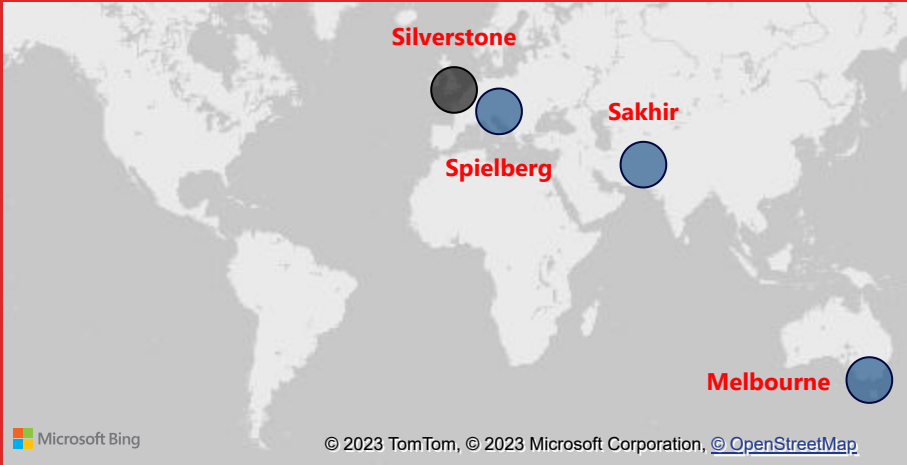 Silverstone
Sakhir
Spielberg
Melbourne
Microsoft Bing
© 2023 TomTom, © 2023 Microsoft Corporation, © OpenStreetMap